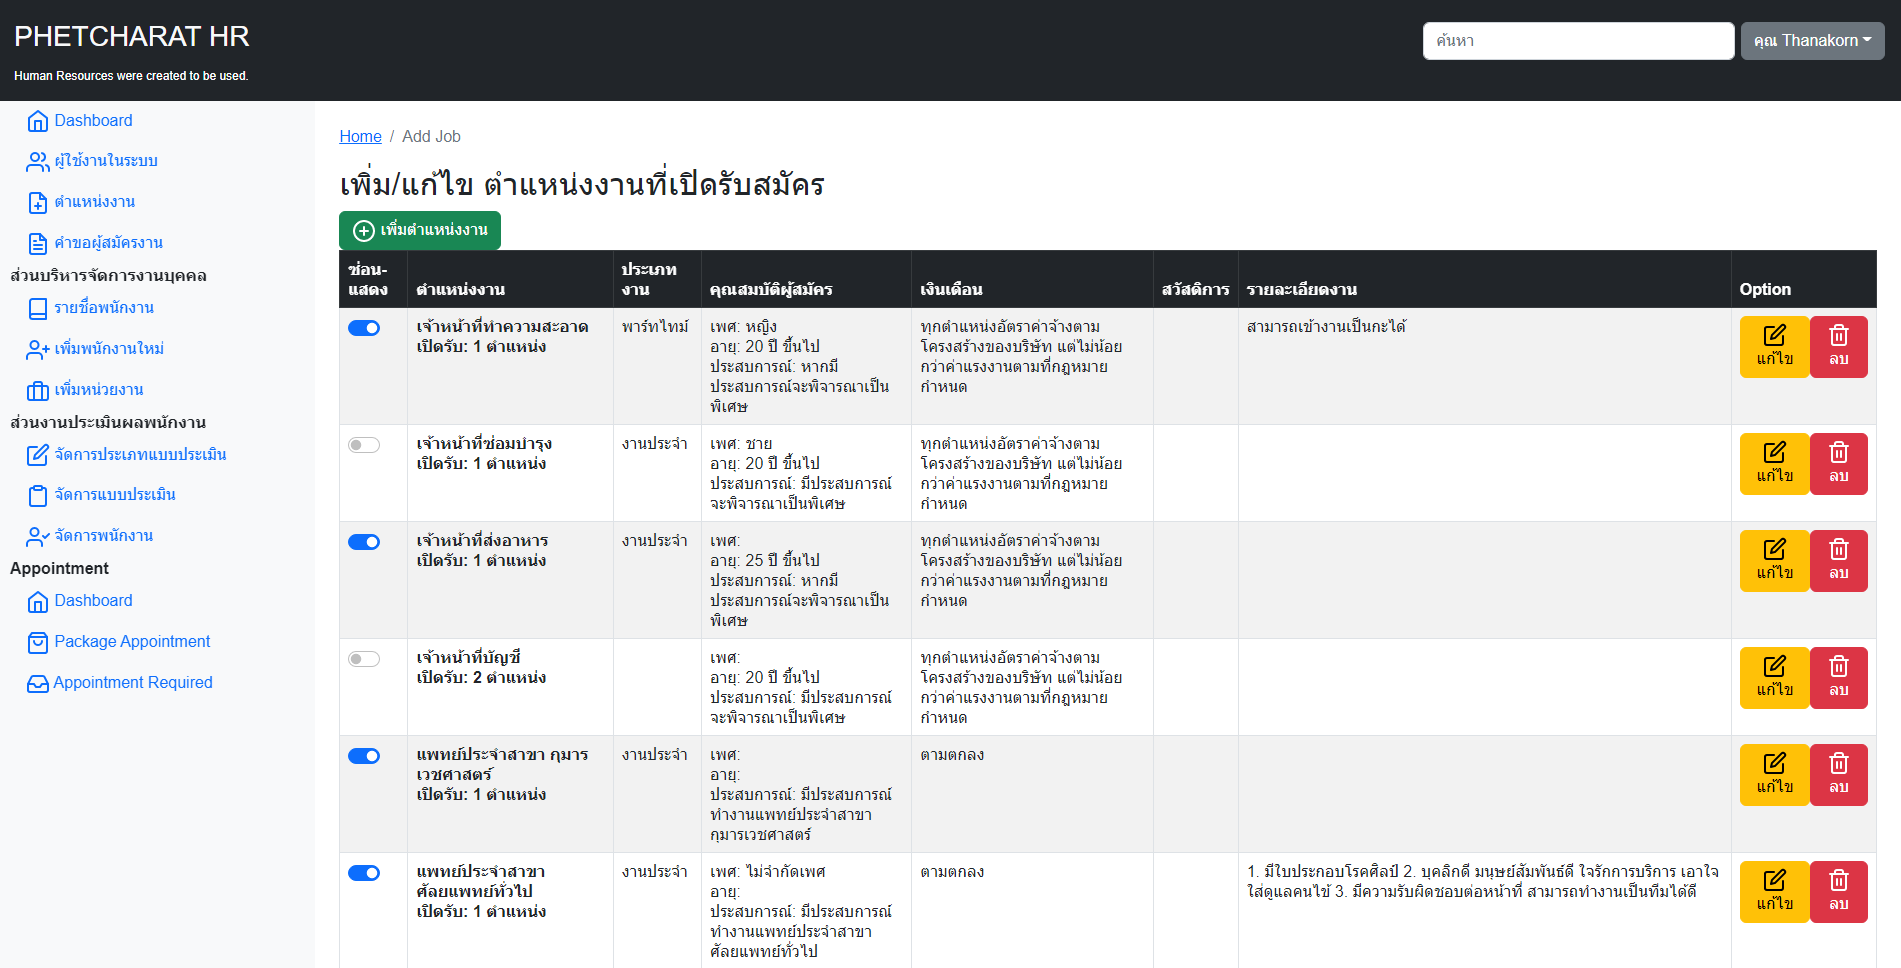 PHETCHARAT HR
Human Resources were created to be used.
ค้นหา
คุณ Thanakorn
Dashboard
ผู้ใช้งานในระบบ
ตำแหน่งงาน
คำขอผู้สมัครงาน
ส่วนบริหารจัดการงานบุคคล
รายชื่อพนักงาน
เพิ่มพนักงานใหม่
เพิ่มหน่วยงาน
ส่วนงานประเมินผลพนักงาน
จัดการประเภทแบบประเมิน
จัดการแบบประเมิน
จัดการพนักงาน
Appointment
Dashboard
Package Appointment
Appointment Required
Home / Add Job
เพิ่ม/แก้ไข ตำแหน่งงานที่เปิดรับสมัคร
เพิ่มตำแหน่งงาน
ซ่อน-
แสดง
ตำแหน่งงาน
ประเภท
งาน
คุณสมบัติผู้สมัคร
เงินเดือน
สวัสดิการ
รายละเอียดงาน
Option
เจ้าหน้าที่ทำความสะอาด
เปิดรับ: 1 ตำแหน่ง
พาร์ทไทม์
เพศ: หญิง
อายุ: 20 ปี ขึ้นไป
ประสบการณ์: หากมี
ประสบการณ์จะพิจารณาเป็น
พิเศษ
ทุกตำแหน่งอัตราค่าจ้างตาม
โครงสร้างของบริษัท แต่ไม่น้อย
กว่าค่าแรงงานตามที่กฎหมาย
กำหนด
สามารถเข้างานเป็นกะได้
แก้ไข
ลบ
เจ้าหน้าที่ซ่อมบำรุง
เปิดรับ: 1 ตำแหน่ง
งานประจำ
เพศ: ชาย
อายุ: 20 ปี ขึ้นไป
ประสบการณ์: มีประสบการณ์
จะพิจารณาเป็นพิเศษ
ทุกตำแหน่งอัตราค่าจ้างตาม
โครงสร้างของบริษัท แต่ไม่น้อย
กว่าค่าแรงงานตามที่กฎหมาย
กำหนด
แก้ไข
ลบ
เจ้าหน้าที่ส่งอาหาร
เปิดรับ: 1 ตำแหน่ง
งานประจำ
เพศ:
อายุ: 25 ปี ขึ้นไป
ประสบการณ์: หากมี
ประสบการณ์จะพิจารณาเป็น
พิเศษ
ทุกตำแหน่งอัตราค่าจ้างตาม
โครงสร้างของบริษัท แต่ไม่น้อย
กว่าค่าแรงงานตามที่กฎหมาย
กำหนด
แก้ไข
ลบ
เจ้าหน้าที่บัญชี
เปิดรับ: 2 ตำแหน่ง
เพศ:
อายุ: 20 ปี ขึ้นไป
ประสบการณ์: มีประสบการณ์
จะพิจารณาเป็นพิเศษ
ทุกตำแหน่งอัตราค่าจ้างตาม
โครงสร้างของบริษัท แต่ไม่น้อย
กว่าค่าแรงงานตามที่กฎหมาย
กำหนด
แก้ไข
ลบ
แพทย์ประจำสาขา กุมาร
เวชศาสตร์
เปิดรับ: 1 ตำแหน่ง
งานประจำ
เพศ:
อายุ:
ประสบการณ์: มีประสบการณ์
ทำงานแพทย์ประจำสาขา
กุมารเวชศาสตร์
ตามตกลง
แก้ไข
ลบ
แพทย์ประจำสาขา
ศัลยแพทย์ทั่วไป
เปิดรับ: 1 ตำแหน่ง
งานประจำ
เพศ: ไม่จำกัดเพศ
อายุ:
ประสบการณ์: มีประสบการณ์
ทำงานแพทย์ประจำสาขา
ศัลยแพทย์ทั่วไป
ตามตกลง
1. มีใบประกอบโรคศิลป์ 2. บุคลิกดี มนุษย์สัมพันธ์ดี ใจรักการบริการ เอาใจ
ใส่ดูแลคนไข้ 3. มีความรับผิดชอบต่อหน้าที่ สามารถทำงานเป็นทีมได้ดี
แก้ไข
ลบ